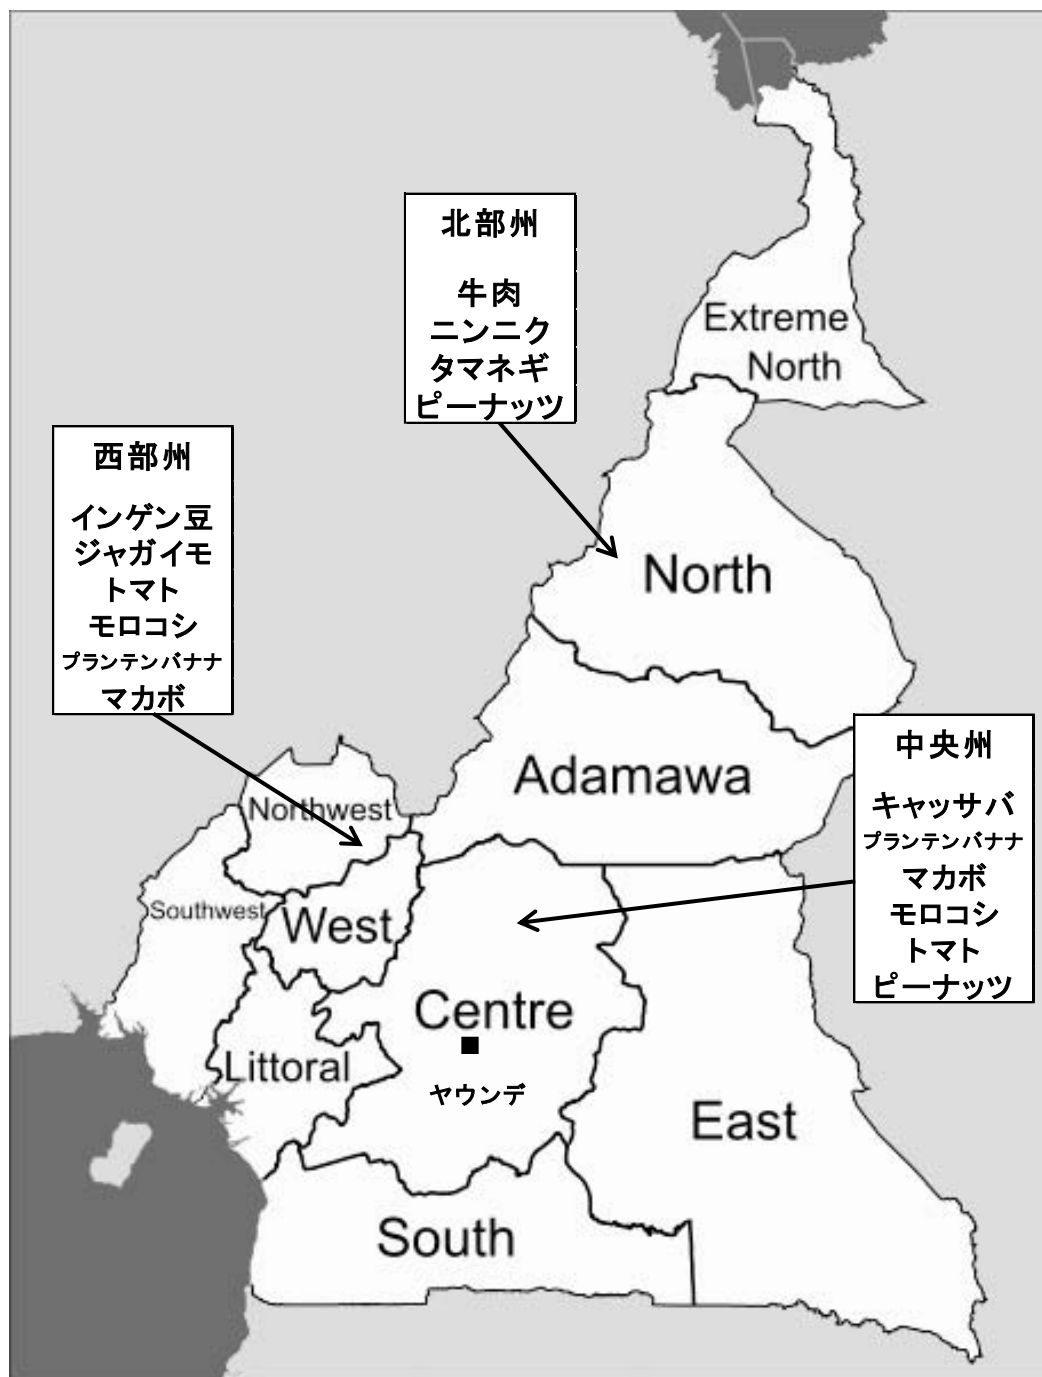 北部州
牛肉
ニンニク
タマネギ
ピーナッツ
Extreme
North
西部州
インゲン豆
ジャガイモ
トマト
モロコシ
プランテンバナナ
マカボ
North
中央州
キャッサバ
プランテンバナナ
マカボ
モロコシ
トマト
ピーナッツ
Adamawa
Northwest
Southwest
West
Centre
ヤウンデ
Littoral
East
South